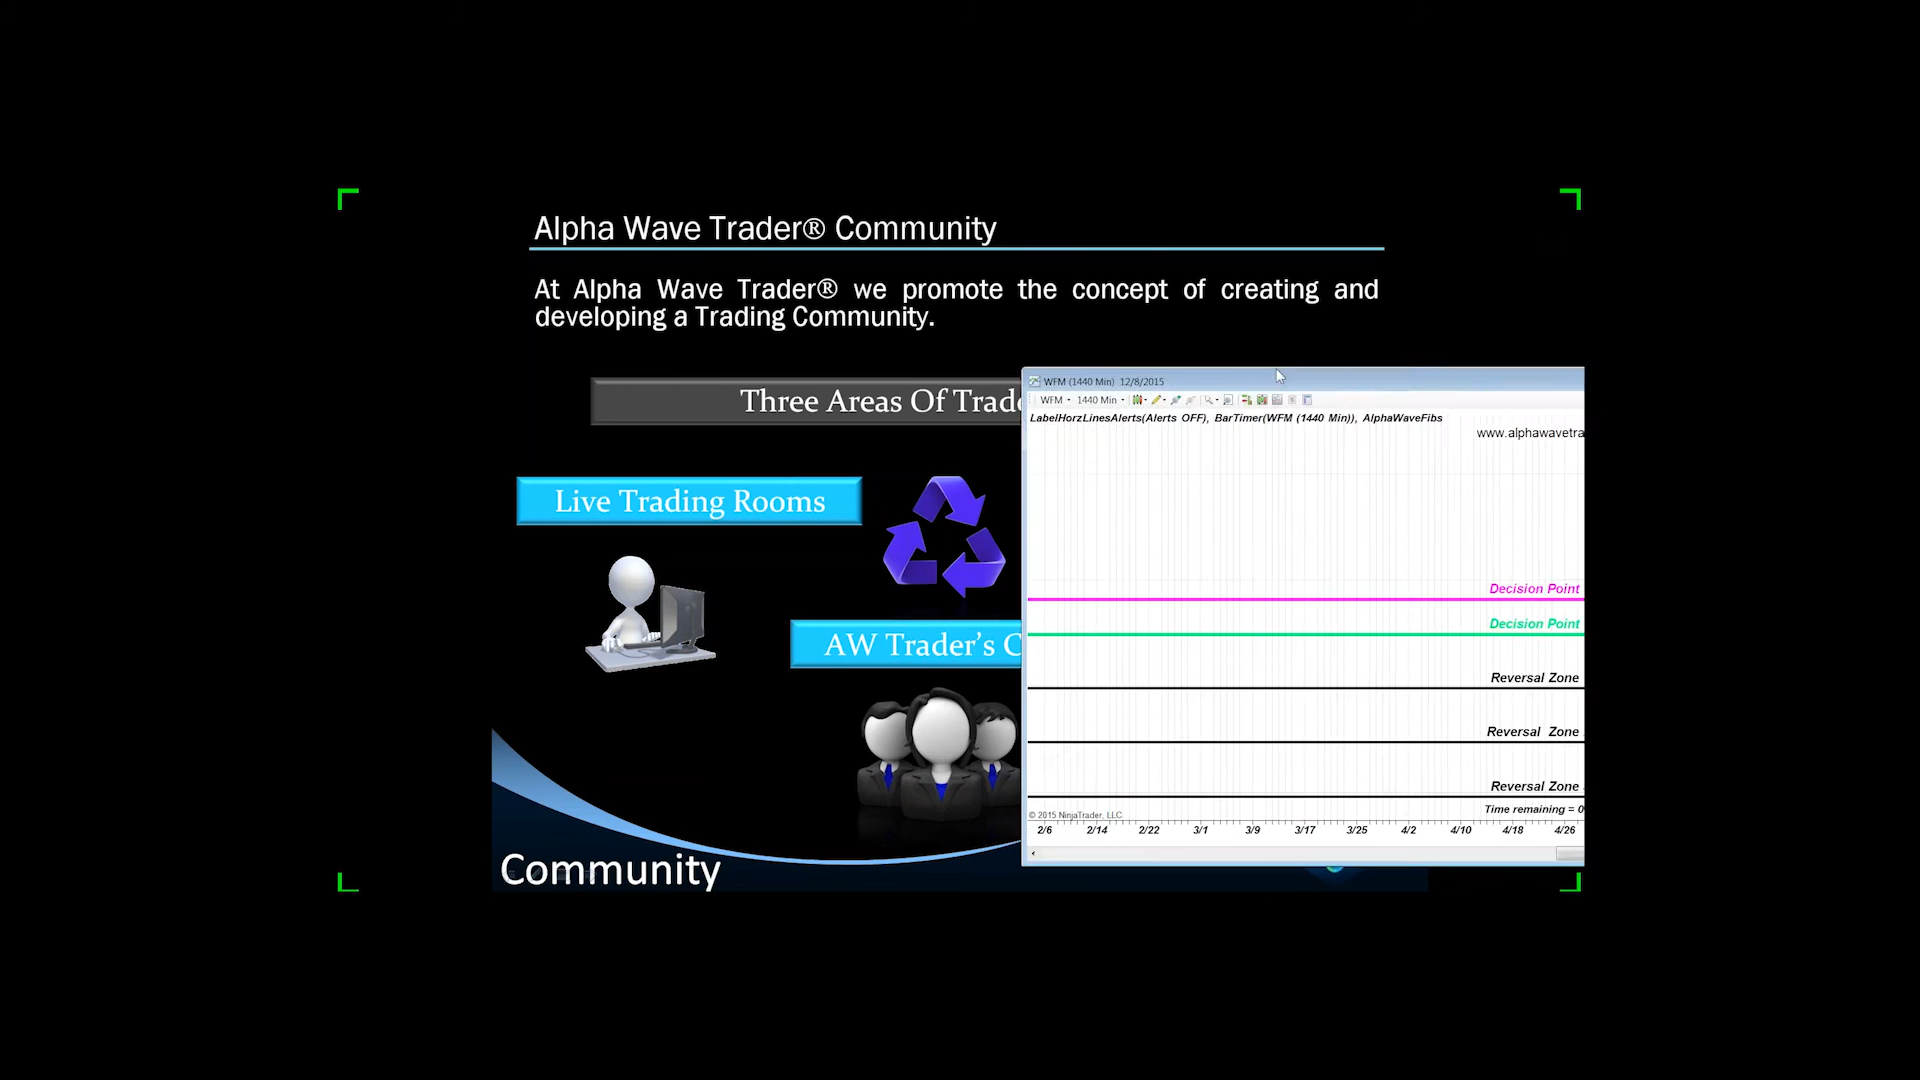 Alpha Wave Trader® Community
At Alpha Wave Trader® we promote the concept of creating and
developing a Trading Community.
Three Areas Of
Live Trading Rooms
AW Trader's
Community
WFM (1440 Min) 12/8/2015
WFM 1440 Min
LabelHorzLinesAlerts(Alerts OFF), BarTimer(WFM (1440 Min)), AlphaWaveFibs
www.alphawavetra
Decision Point
Decision Point
Reversal Zone
Reversal Zone
Reversal Zone
Time remaining = 0
© 2015 NinjaTrader, LLC
2/6 2/14 2/22 3/1 3/9 3/17 3/25 4/2 4/10 4/18 4/26